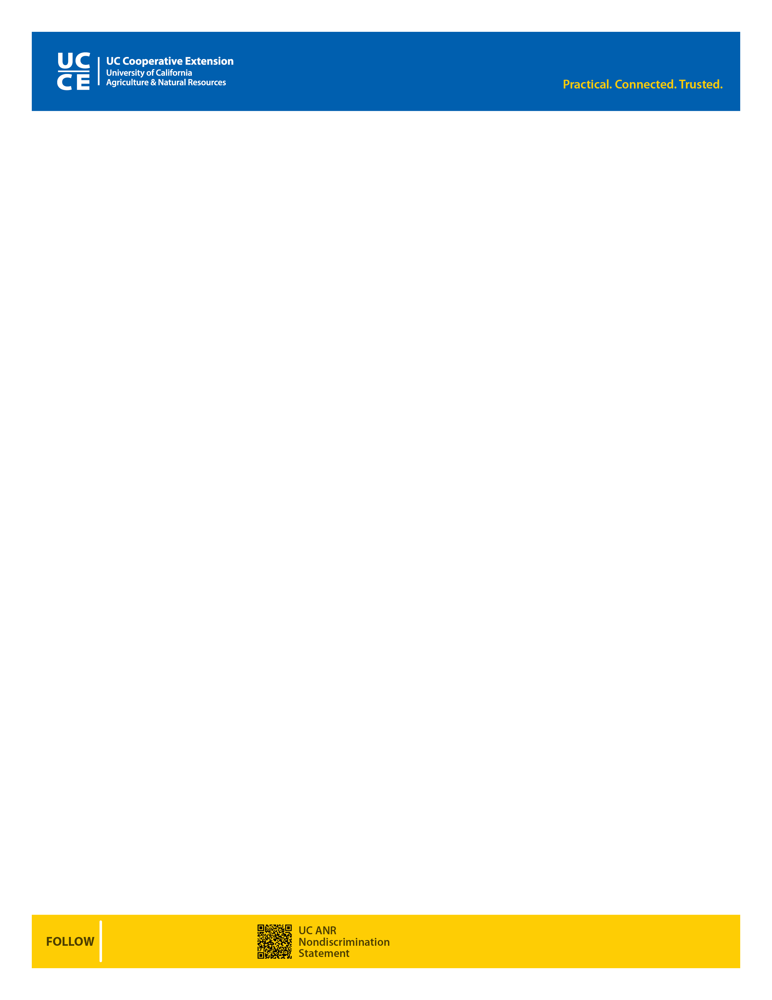 UC
CE
UC Cooperative Extension
University of California
Agriculture & Natural Resources
Practical. Connected. Trusted.
FOLLOW
UC ANR
Nondiscrimination
Statement